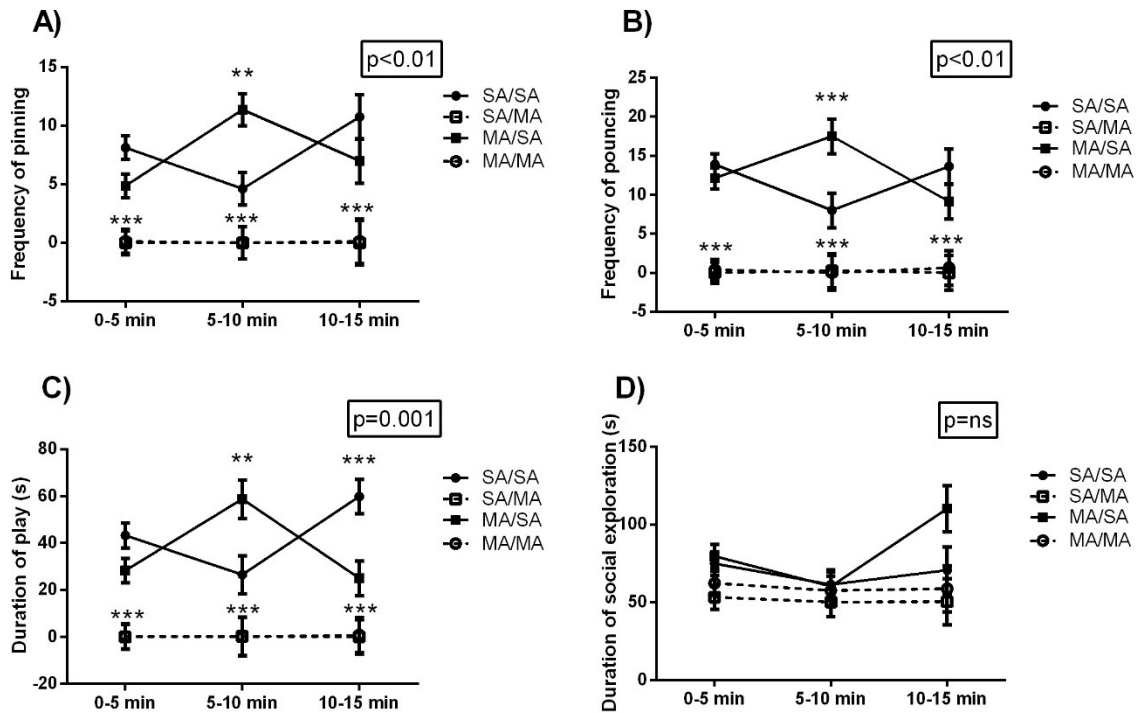 A)
p<0.01
Frequency of pinning
15
10
5
0
-5
**
***
***
***
0-5 min
5-10 min
10-15 min
SA/SA
SA/MA
MA/SA
MA/MA
B)
p<0.01
Frequency of pouncing
25
20
15
10
5
0
-5
***
***
***
***
0-5 min
5-10 min
10-15 min
SA/SA
SA/MA
MA/SA
MA/MA
C)
p=0.001
Duration of play (s)
80
60
40
20
0
-20
**
***
***
***
***
0-5 min
5-10 min
10-15 min
SA/SA
SA/MA
MA/SA
MA/MA
D)
p=ns
Duration of social exploration (s)
150
100
50
0
0-5 min
5-10 min
10-15 min
SA/SA
SA/MA
MA/SA
MA/MA